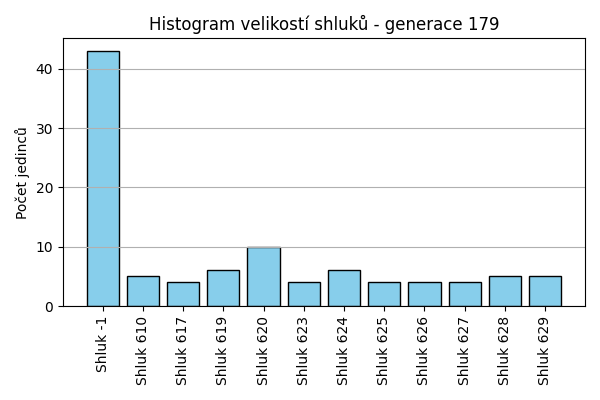 Histogram velikostí shluků - generace 179
Počet jedinců
40
30
20
10
0
Shluk -1
Shluk 610
Shluk 617
Shluk 619
Shluk 620
Shluk 623
Shluk 624
Shluk 625
Shluk 626
Shluk 627
Shluk 628
Shluk 629